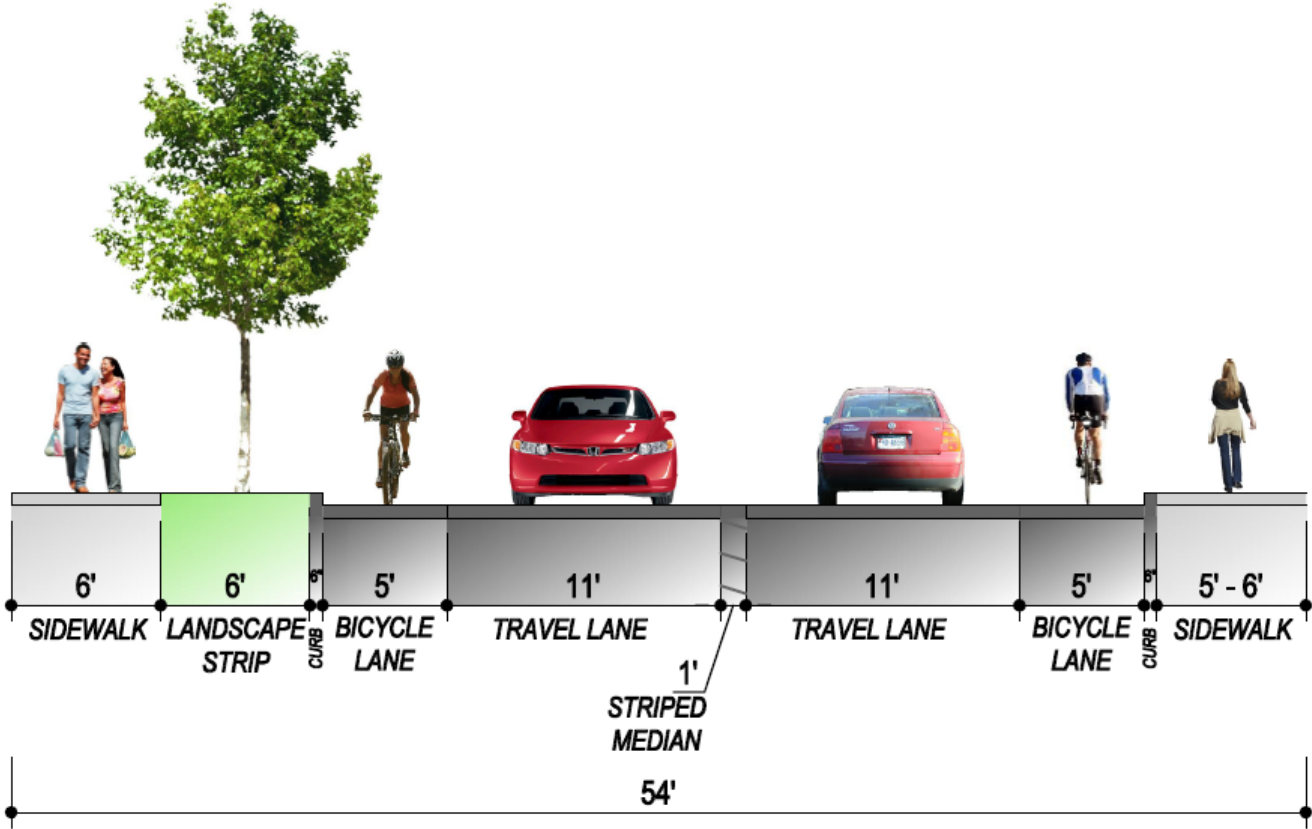 6' 6' 6" 5' 11' 11' 5' 6" 5' - 6'
SIDEWALK LANDSCAPE STRIP CURB BICYCLE LANE TRAVEL LANE TRAVEL LANE BICYCLE LANE CURB SIDEWALK
1'
STRIPED
MEDIAN
54'